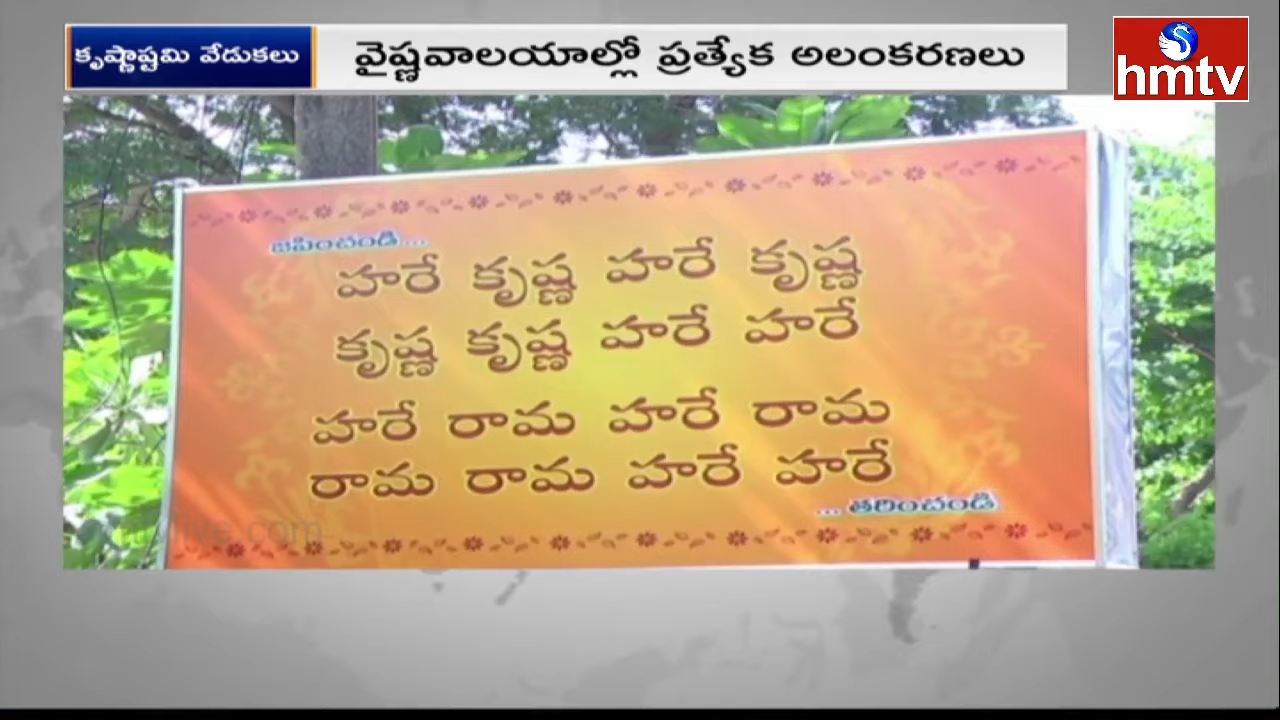 కృష్ణాష్టమి వేడుకలు
వైష్ణవాలయాల్లో ప్రత్యేక అలంకరణలు
hmtv
జపించండి....
హరే కృష్ణ హరే కృష్ణ
కృష్ణ కృష్ణ హరే హరే
హరే రామ హరే రామ
రామ రామ హరే హరే
... తరించండి